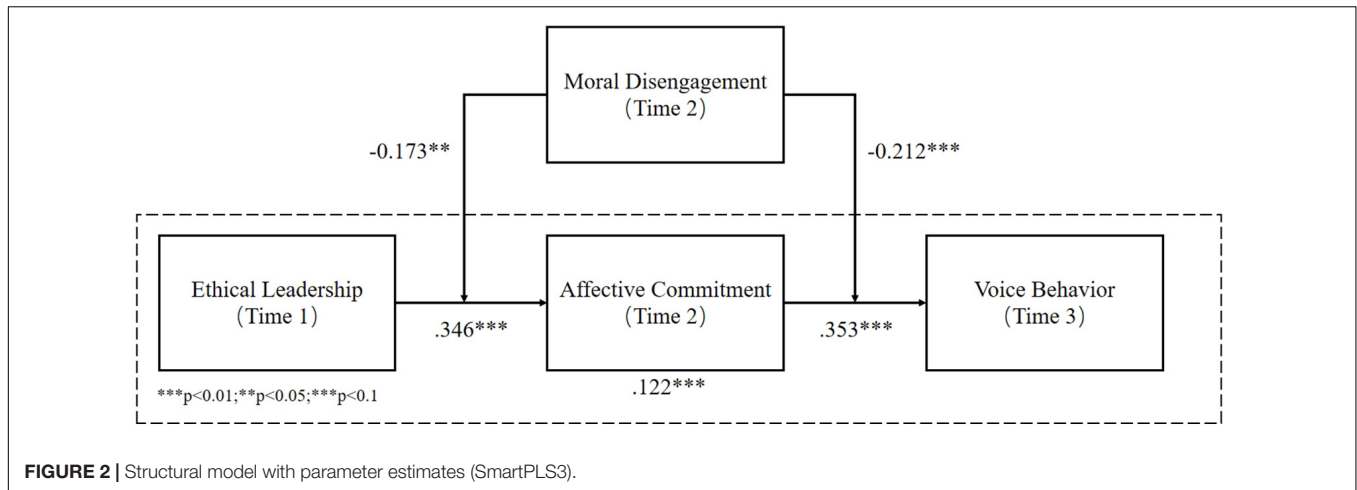 Moral Disengagement
(Time 2)
-0.173**
-0.212***
Ethical Leadership
(Time 1)
.346***
Affective Commitment
(Time 2)
.353***
Voice Behavior
(Time 3)
.122***
***p<0.01;**p<0.05;***p<0.1
FIGURE 2 | Structural model with parameter estimates (SmartPLS3).